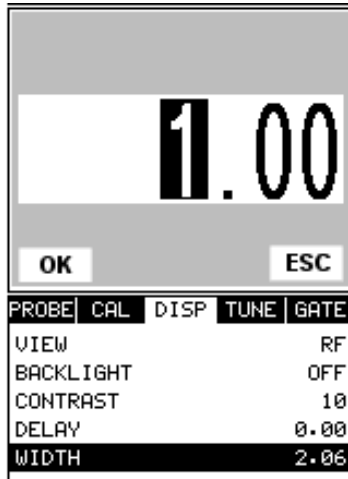 1.00
OK ESC
PROBE CAL DISP TUNE GATE
VIEW RF
BACKLIGHT OFF
CONTRAST 10
DELAY 0.00
WIDTH 2.06